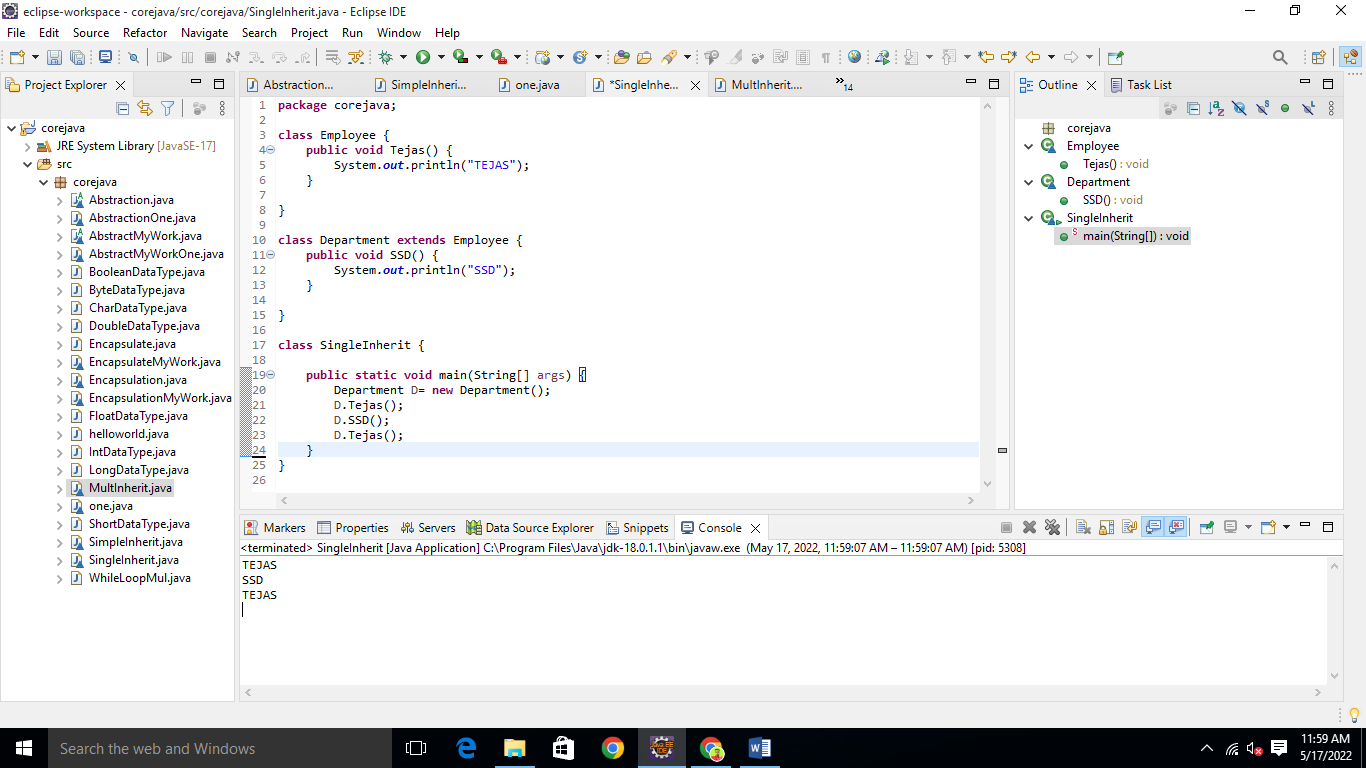 eclipse-workspace - corejava/src/corejava/SingleInherit.java - Eclipse IDE
File Edit Source Refactor Navigate Search Project Run Window Help
Project Explorer
corejava
JRE System Library [JavaSE-17]
src
corejava
Abstraction.java
AbstractionOne.java
AbstractMyWork.java
AbstractMyWorkOne.java
BooleanDataType.java
ByteDataType.java
CharDataType.java
DoubleDataType.java
Encapsulate.java
EncapsulateMyWork.java
Encapsulation.java
EncapsulationMyWork.java
FloatDataType.java
helloworld.java
IntDataType.java
LongDataType.java
MultInherit.java
one.java
ShortDataType.java
SimpleInherit.java
SingleInherit.java
WhileLoopMul.java
Abstraction... SimpleInheri... one.java *SingleInhe... MultInherit.... »14
1 package corejava;
2
3 class Employee {
4 public void Tejas() {
5 System.out.println("TEJAS");
6 }
7
8 }
9
10 class Department extends Employee {
11 public void SSD() {
12 System.out.println("SSD");
13 }
14
15 }
16
17 class SingleInherit {
18
19 public static void main(String[] args) {
20 Department D= new Department();
21 D.Tejas();
22 D.SSD();
23 D.Tejas();
24 }
25 }
26
Outline Task List
corejava
Employee
Tejas() : void
Department
SSD() : void
SingleInherit
main(String[]) : void
Markers Properties Servers Data Source Explorer Snippets Console
<terminated> SingleInherit [Java Application] C:\Program Files\Java\jdk-18.0.1.1\bin\javaw.exe (May 17, 2022, 11:59:07 AM – 11:59:07 AM) [pid: 5308]
TEJAS
SSD
TEJAS
Search the web and Windows
11:59 AM
5/17/2022